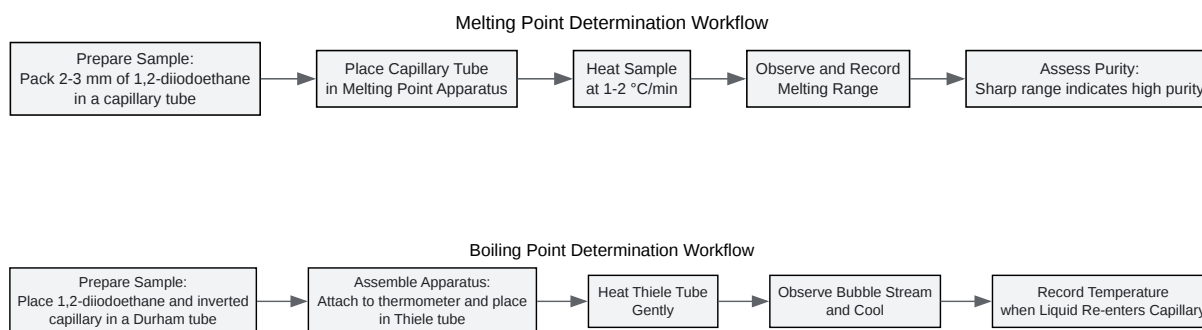 Melting Point Determination Workflow
Prepare Sample:
Pack 2-3 mm of 1,2-diiodoethane
in a capillary tube
Place Capillary Tube
in Melting Point Apparatus
Heat Sample
at 1-2 °C/min
Observe and Record
Melting Range
Assess Purity:
Sharp range indicates high purity
Boiling Point Determination Workflow
Prepare Sample:
Place 1,2-diiodoethane and inverted
capillary in a Durham tube
Assemble Apparatus:
Attach to thermometer and place
in Thiele tube
Heat Thiele Tube
Gently
Observe Bubble Stream
and Cool
Record Temperature
when Liquid Re-enters Capillary